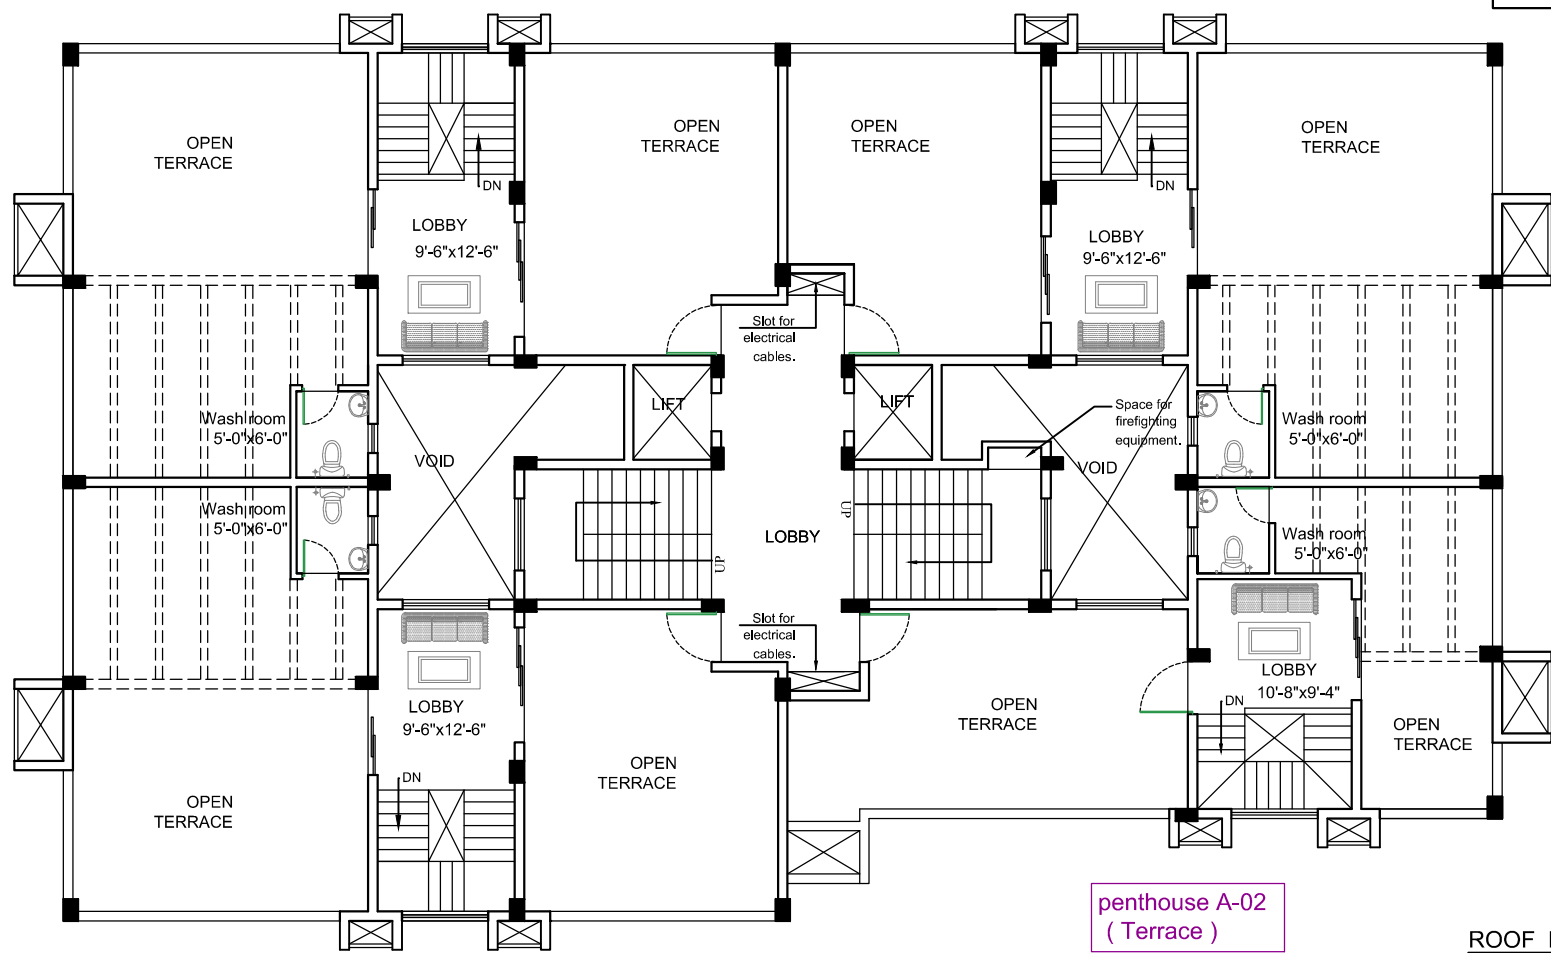 OPEN
TERRACE
OPEN
TERRACE
OPEN
TERRACE
OPEN
TERRACE
DN
DN
LOBBY
9'-6"x12'-6"
LOBBY
9'-6"x12'-6"
Slot for
electrical
cables.
LIFT
LIFT
Space for
firefighting
equipment.
Wash room
5'-0"x6'-0"
Wash room
5'-0"x6'-0"
VOID
VOID
Wash room
5'-0"x6'-0"
UP
LOBBY
UP
Wash room
5'-0"x6'-0"
Slot for
electrical
cables.
LOBBY
9'-6"x12'-6"
LOBBY
10'-8"x9'-4"
DN
OPEN
TERRACE
OPEN
TERRACE
OPEN
TERRACE
DN
OPEN
TERRACE
penthouse A-02
( Terrace )
ROOF